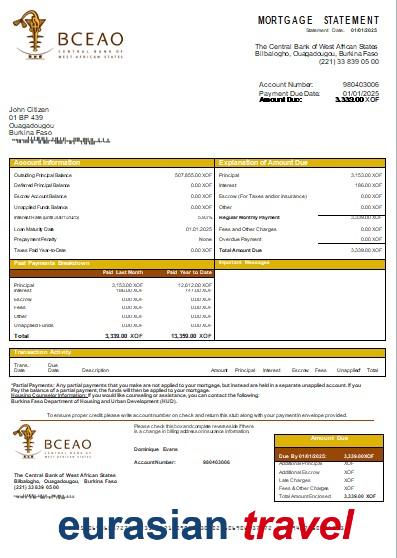 BCEAO
CENTRAL BANK OF
WEST AFRICAN STATES
MORTGAGE STATEMENT
Statement Date: 01/01/2025
The Central Bank of West African States
Bilbalogho, Ouagadougou, Burkina Faso
(221) 33 839 05 00
Account Number: 980403006
Payment Due Date: 01/01/2025
Amount Due: 3,339.00 XOF
John Citizen
01 BP 439
Ouagadougou
Burkina Faso
Account Information
Outstanding Principal Balance 507,855.00 XOF
Deferred Principal Balance 0.00 XOF
Escrow Account Balance 0.00 XOF
Unapplied Funds Balance 0.00 XOF
Interest Rate
Loan Maturity Date 01.01.2025
Prepayment Penalty None
Taxes Paid Year-to-Date 0.00 XOF
Explanation of Amount Due
Principal 3,153.00 XOF
Interest 186.00 XOF
Escrow (For Taxes and/or Insurance) 0.00 XOF
Other 0.00 XOF
Regular Monthly Payment 3,339.00 XOF
Fees and Other Charges 0.00 XOF
Overdue Payment 0.00 XOF
Total Amount Due 3,339.00 XOF
Past Payments Breakdown
Paid Last Month Paid Year to Date
Principal 3,153.00 XOF 12,612.00 XOF
Interest 186.00 XOF 747.00 XOF
Escrow 0.00 XOF 0.00 XOF
Fees 0.00 XOF 0.00 XOF
Other 0.00 XOF 0.00 XOF
Unapplied Funds 0.00 XOF 0.00 XOF
Total 3,339.00 XOF 13,359.00 XOF
Important Messages
Transaction Activity
Trans. Date Due Date Description Amount Principal Interest Escrow Fees Unapplied Total
*Partial Payments: Any partial payments that you make are not applied to your mortgage, but instead are held in a separate unapplied account. If you
Pay the balance of a partial payment, the funds will then be applied to your mortgage.
Housing Counselor Information: If you would like counseling or assistance, you can contact the following:
Burkina Faso Department of Housing and Urban Development (HUD).
To ensure proper credit please write account number on check and return this stub along with your payment in envelope provided.
BCEAO
CENTRAL BANK OF
WEST AFRICAN STATES
Please check this box and complete reverse side if there
is a change in billing address or insurance information.
Dominique Evans
Account Number: 980403006
The Central Bank of West African States
Bilbalogho, Ouagadougou, Burkina Faso
(221) 33 839 05 00
Amount Due
Due By 01/01/2025: 3,339.00XOF
Additional Principal XOF
Additional Escrow XOF
Late Charges XOF
Fees & Other Charges XOF
Total Amount Enclosed 3,339.00 XOF
eurasian travel